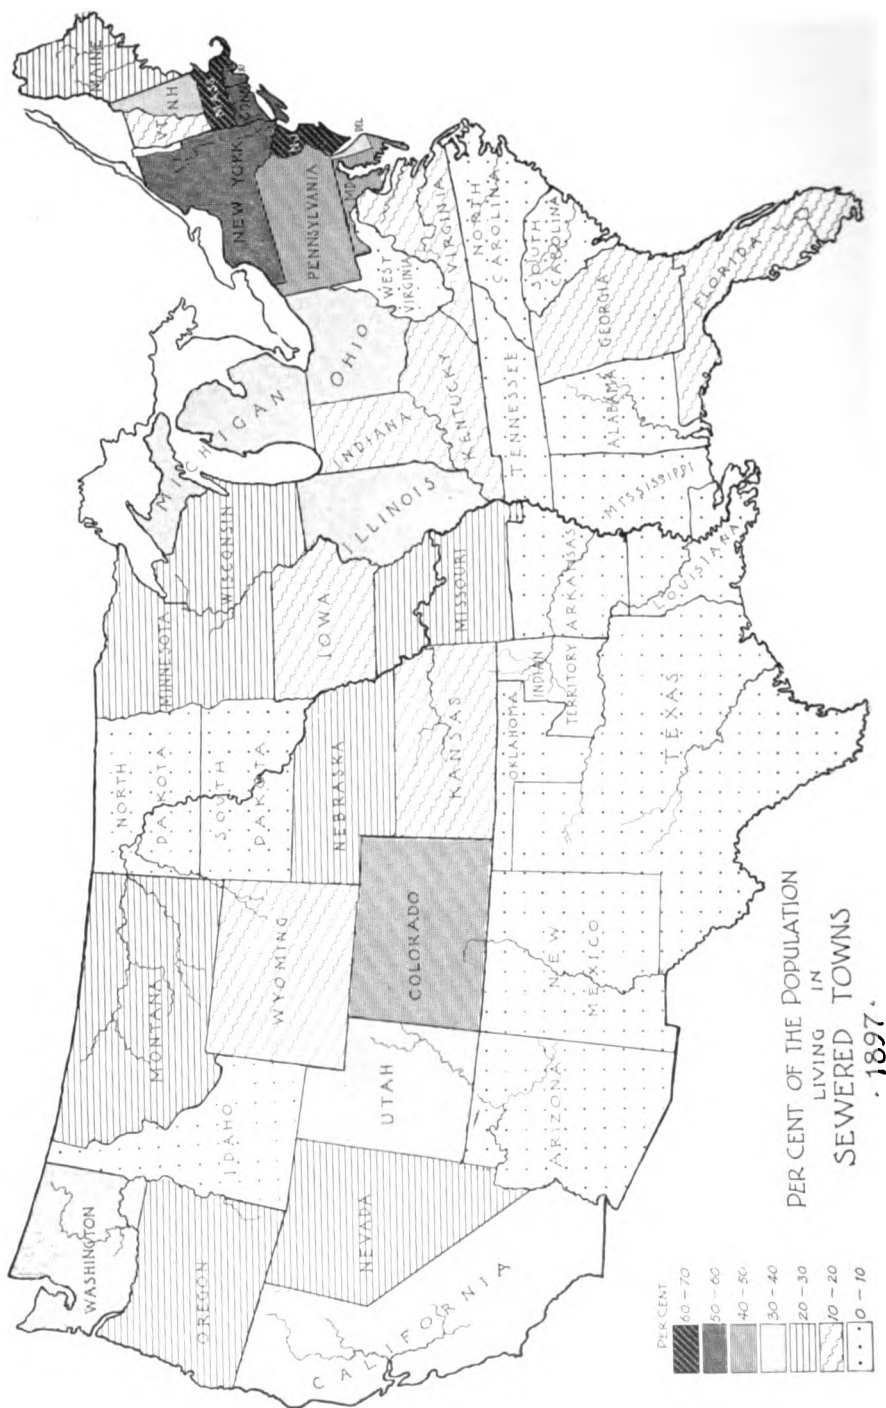 MAINE
VT.
NH
MASS
CONN
R.I.
NEW YORK
PENNSYLVANIA
N.J.
DEL
MD
WEST
VIRGINIA
VIRGINIA
NORTH
CAROLINA
SOUTH
CAROLINA
GEORGIA
FLORIDA
OHIO
MICHIGAN
INDIANA
KENTUCKY
TENNESSEE
ALABAMA
MISSISSIPPI
ILLINOIS
WISCONSIN
MINNESOTA
IOWA
MISSOURI
ARKANSAS
LOUISIANA
INDIAN
TERRITORY
OKLAHOMA
TEXAS
KANSAS
NEBRASKA
NORTH
DAKOTA
SOUTH
DAKOTA
MONTANA
WYOMING
COLORADO
NEW
MEXICO
IDAHO
UTAH
ARIZONA
WASHINGTON
OREGON
NEVADA
CALIFORNIA
PER CENT OF THE POPULATION
LIVING IN
SEWERED TOWNS
· 1897 ·
PER CENT
60-70
50-60
40-50
30-40
20-30
10-20
0-10